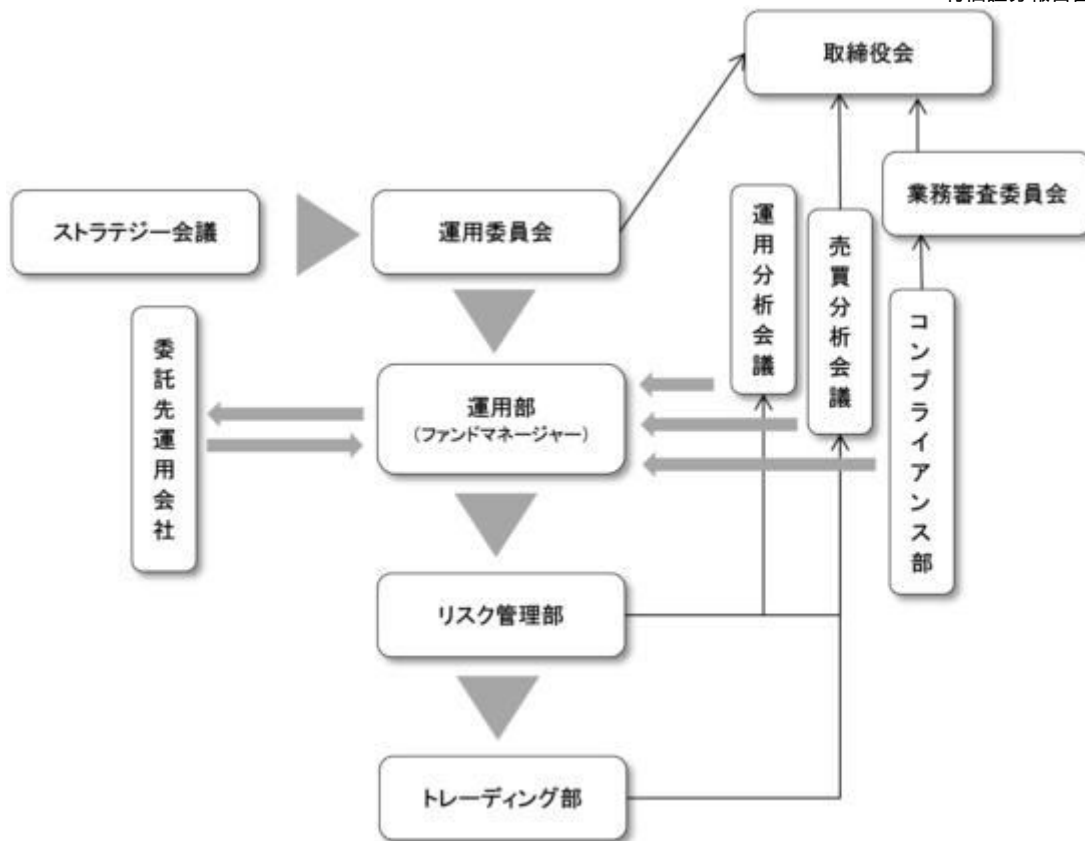 取締役会
業務審査委員会
ストラテジー会議
運用委員会
運用分析会議
売買分析会議
コンプライアンス部
委託先運用会社
運用部
(ファンドマネージャー)
リスク管理部
トレーディング部